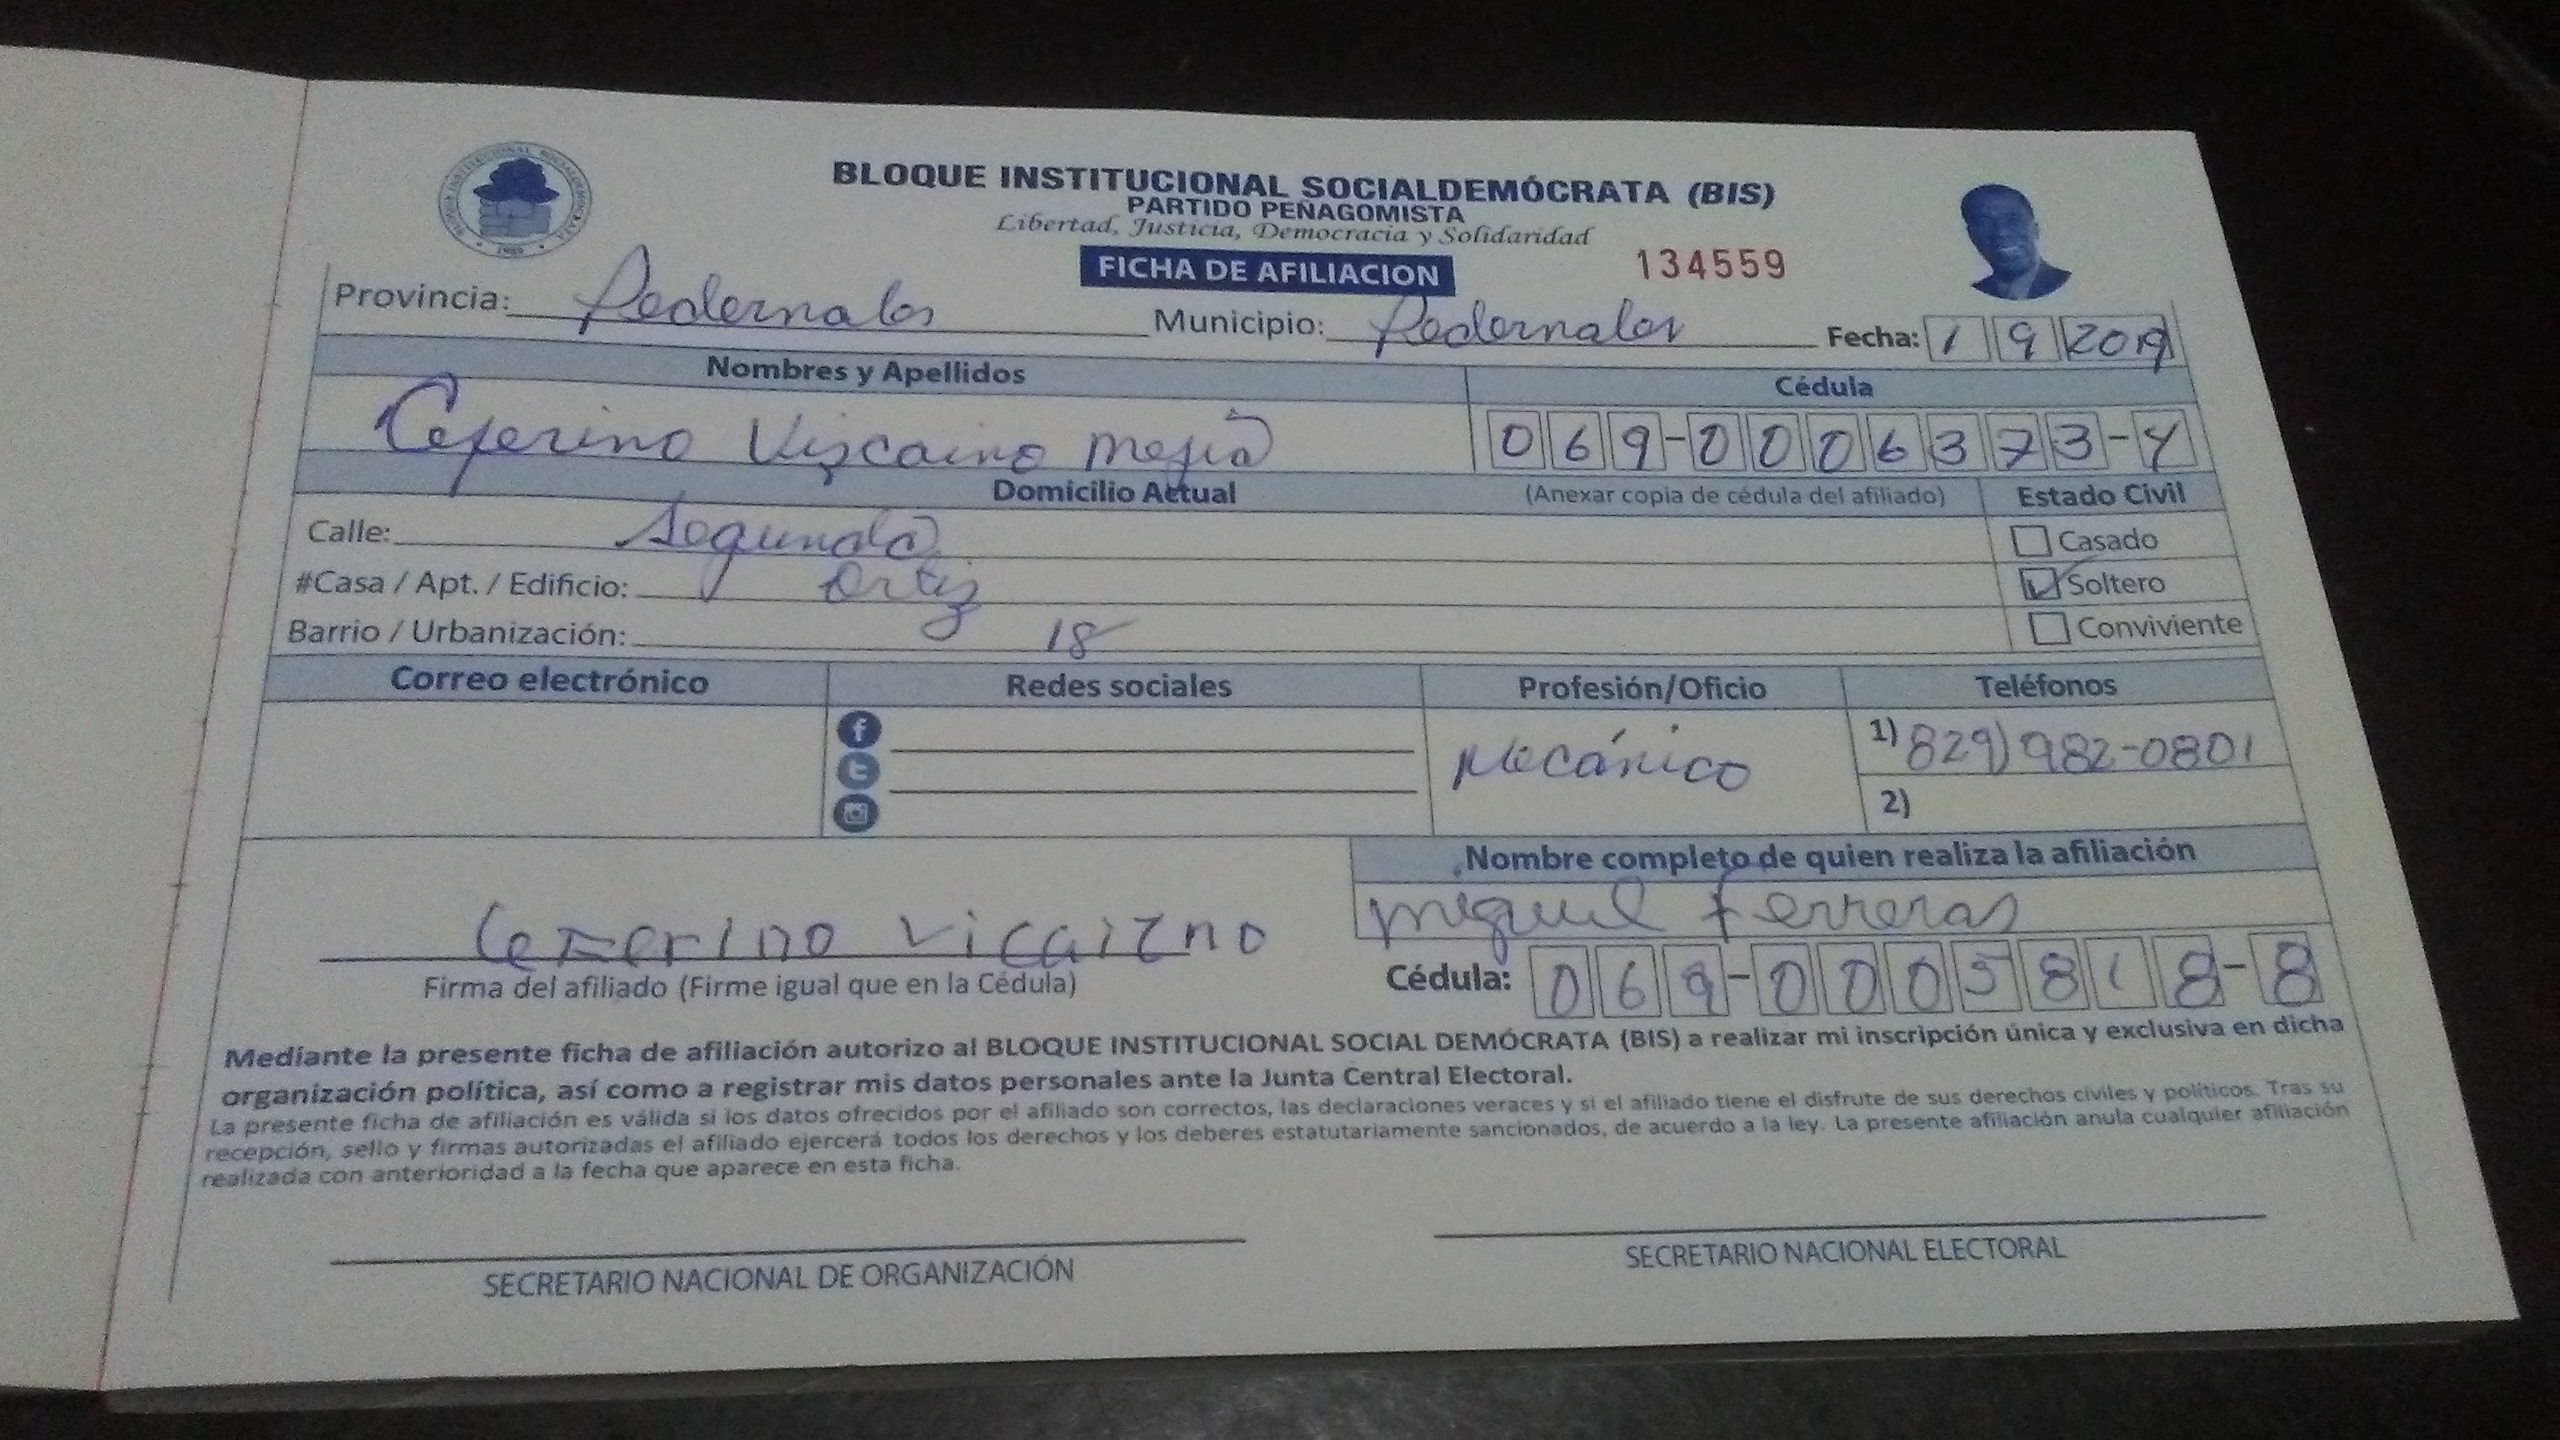 BLOQUE INSTITUCIONAL SOCIALDEMÓCRATA (BIS)
PARTIDO PEÑAGOMISTA
Libertad, Justicia, Democracia y Solidaridad
FICHA DE AFILIACION 134559
Provincia: Pedernales Municipio: Pedernales Fecha: 1 9 2019
Nombres y Apellidos Cédula
Ceferino Viscaino Mejía 069-0006373-4
Domicilio Actual (Anexar copia de cédula del afiliado) Estado Civil
Calle: Segunda Casado
#Casa / Apt. / Edificio: Ortiz Soltero
Barrio / Urbanización: 18 Conviviente
Correo electrónico Redes sociales Profesión/Oficio Teléfonos
Mecánico 1) 829) 982-0801
2)
Nombre completo de quien realiza la afiliación
Miguel Ferreras
Ceferino Vicaizno
Firma del afiliado (Firme igual que en la Cédula) Cédula: 069-0005818-8
Mediante la presente ficha de afiliación autorizo al BLOQUE INSTITUCIONAL SOCIAL DEMÓCRATA (BIS) a realizar mi inscripción única y exclusiva en dicha
organización política, así como a registrar mis datos personales ante la Junta Central Electoral.
La presente ficha de afiliación es válida si los datos ofrecidos por el afiliado son correctos, las declaraciones veraces y si el afiliado tiene el disfrute de sus derechos civiles y políticos. Tras su
recepción, sello y firmas autorizadas el afiliado ejercerá todos los derechos y los deberes estatutariamente sancionados, de acuerdo a la ley. La presente afiliación anula cualquier afiliación
realizada con anterioridad a la fecha que aparece en esta ficha.
SECRETARIO NACIONAL DE ORGANIZACIÓN SECRETARIO NACIONAL ELECTORAL